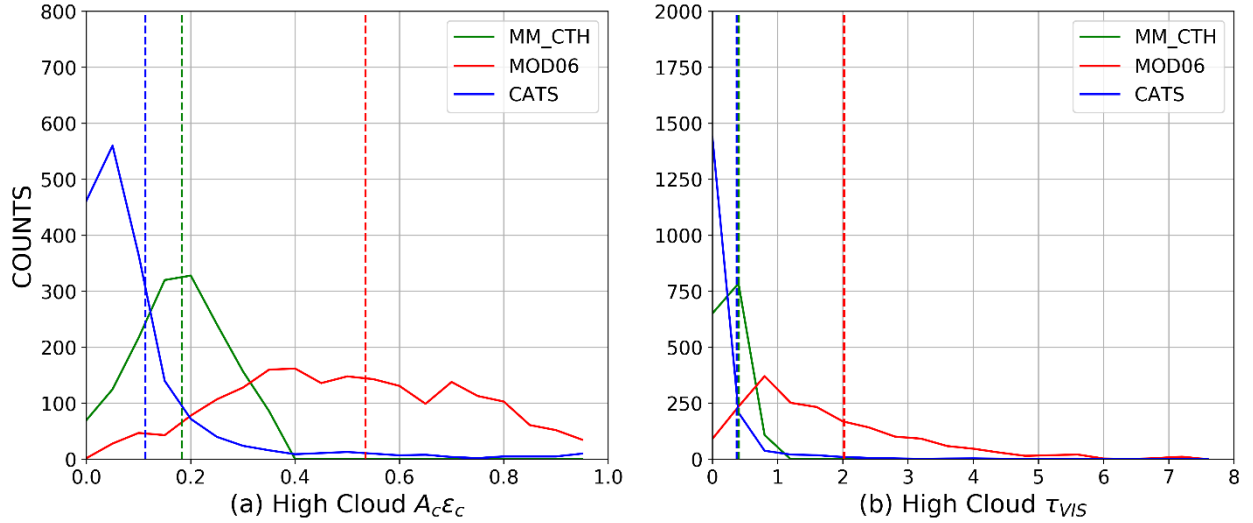 800
700
600
500
400
300
200
100
0
COUNTS
MM_CTH
MOD06
CATS
0.0 0.2 0.4 0.6 0.8 1.0
(a) High Cloud A_cε_c
2000
1750
1500
1250
1000
750
500
250
0
MM_CTH
MOD06
CATS
0 1 2 3 4 5 6 7 8
(b) High Cloud τ_VIS